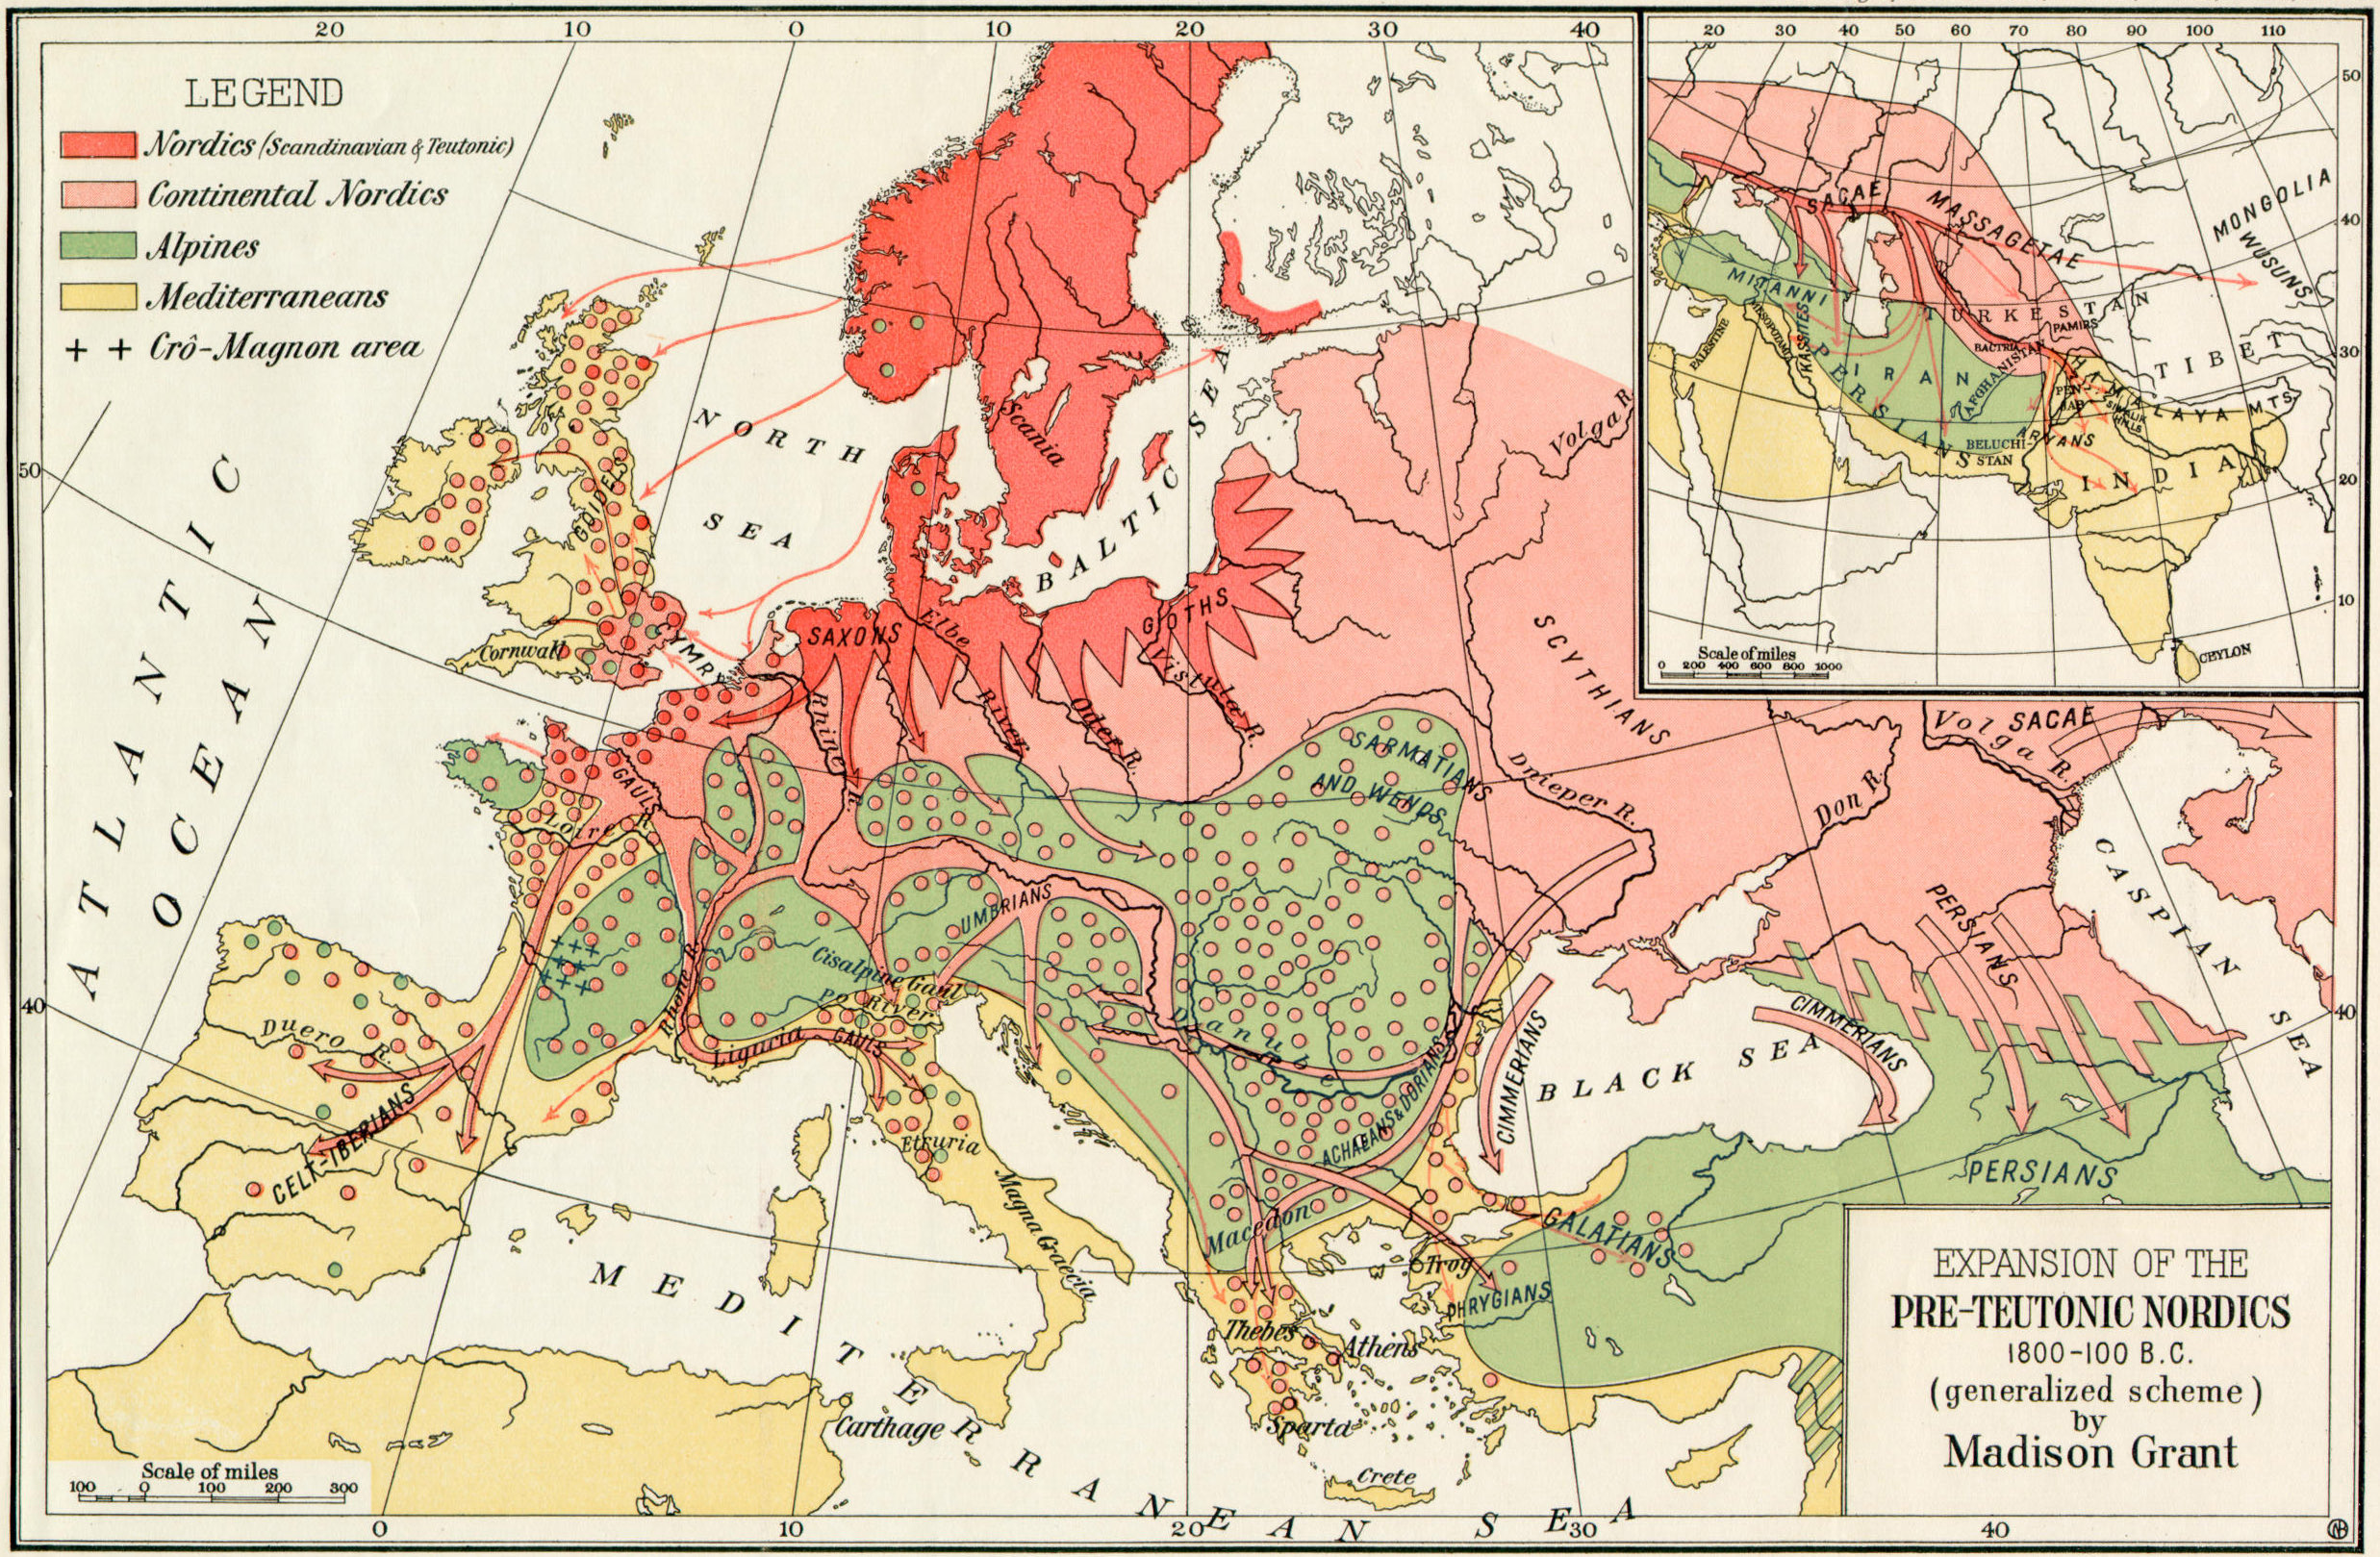 LEGEND
Nordics (Scandinavian & Teutonic)
Continental Nordics
Alpines
Mediterraneans
+ + Crô-Magnon area
20
10
0
10
20
30
40
50
40
ATLANTIC
OCEAN
NORTH
SEA
BALTIC SEA
Scania
GOIDELS
Cornwall
CYMRY
SAXONS
Elbe
River
GOTHS
Vistula R.
Oder R.
Rhine R.
GAULS
Loire R.
SCYTHIANS
Volga R.
SARMATIANS
AND WENDS
Dnieper R.
Don R.
Volga R.
SACAE
CASPIAN SEA
UMBRIANS
Cisalpine Gaul
Po River
Rhone R.
Liguria
GAULS
Duero R.
CELT-IBERIANS
Etruria
Magna Graecia
Danube
ACHAEANS & DORIANS
CIMMERIANS
BLACK SEA
CIMMERIANS
PERSIANS
PERSIANS
Macedon
Troy
GALATIANS
PHRYGIANS
Thebes
Athens
Sparta
Crete
Carthage
MEDITERRANEAN SEA
Scale of miles
100 0 100 200 300
0
10
20
30
40
40
EXPANSION OF THE
PRE-TEUTONIC NORDICS
1800-100 B.C.
(generalized scheme)
by
Madison Grant
20
30
40
50
60
70
80
90
100
110
50
40
30
20
10
SACAE
MASSAGETAE
MONGOLIA
WUSUNS
MITANNI
KASSITES
MESOPOTAMIA
PALESTINE
TURKESTAN
PAMIRS
BACTRIA
AFGHANISTAN
IRAN
PERSIANS
TIBET
HIMALAYA MTS
PEN
JAB
SIWALIK
HILLS
BELUCHI-
STAN
ARYANS
INDIA
CEYLON
Scale of miles
0 200 400 600 800 1000